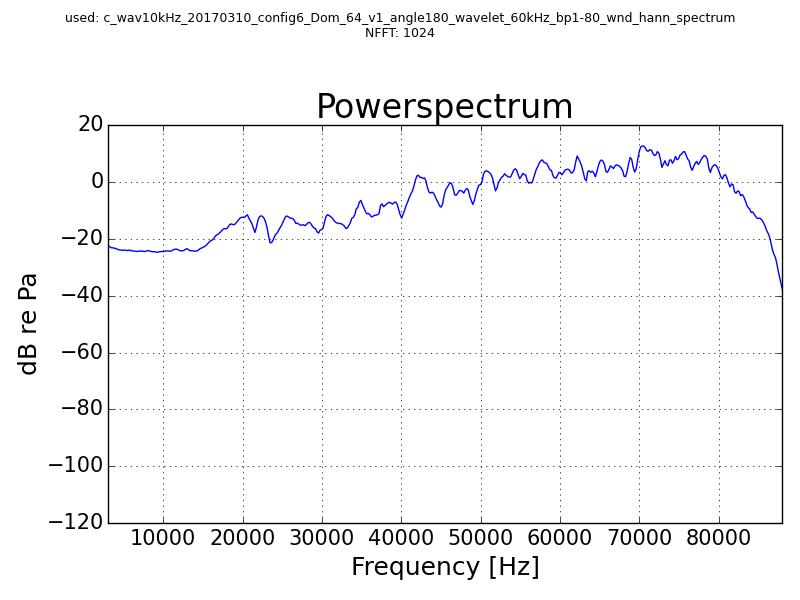 used: c_wav10kHz_20170310_config6_Dom_64_v1_angle180_wavelet_60kHz_bp1-80_wnd_hann_spectrum
NFFT: 1024
Powerspectrum
20
0
−20
−40
−60
−80
−100
−120
dB re Pa
10000 20000 30000 40000 50000 60000 70000 80000
Frequency [Hz]